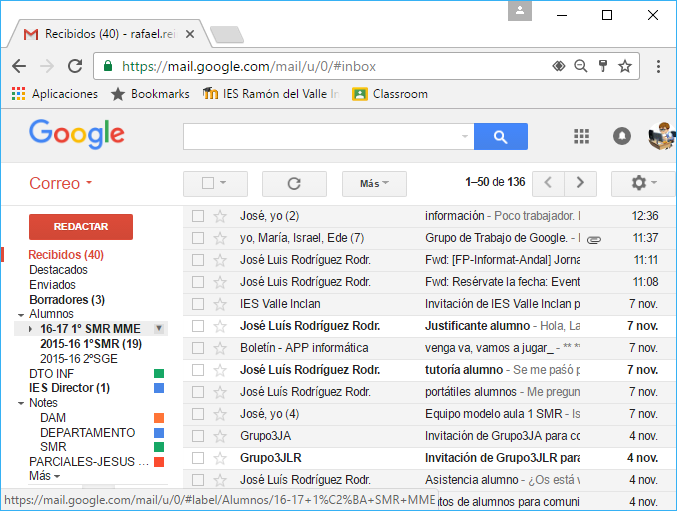 Recibidos (40) - rafael.rei
https://mail.google.com/mail/u/0/#inbox
Aplicaciones Bookmarks IES Ramón del Valle In Classroom
Google
Correo Más 1–50 de 136
REDACTAR
Recibidos (40)
Destacados
Enviados
Borradores (3)
Alumnos
16-17 1º SMR MME
2015-16 1ºSMR (19)
2015-16 2ºSGE
DTO INF
IES Director (1)
Notes
DAM
DEPARTAMENTO
SMR
PARCIALES-JESUS ...
Más
José, yo (2) información - Poco trabajador. 12:36
yo, María, Israel, Ede (7) Grupo de Trabajo de Google. - 11:37
José Luis Rodríguez Rodr. Fwd: [FP-Informat-Andal] Jorna 11:11
José Luis Rodríguez Rodr. Fwd: Resérvate la fecha: Event 11:08
IES Valle Inclan Invitación de IES Valle Inclan p 7 nov.
José Luís Rodríguez Rodr. Justificante alumno - Hola, La 7 nov.
Boletín - APP informática venga va, vamos a jugar_ - ** ** 7 nov.
José Luís Rodríguez Rodr. tutoría alumno - Se me pasó p 7 nov.
José Luís Rodríguez Rodr. portátiles alumnos - Me pregun 7 nov.
José, yo (4) Equipo modelo aula 1 SMR - Is 4 nov.
Grupo3JA Invitación de Grupo3JA para co 4 nov.
Grupo3JLR Invitación de Grupo3JLR para 4 nov.
José Luís Rodríguez Rodr. Asistencia alumno - ¿Os está v 4 nov.
atos de alumnos para comuni 4 nov.
https://mail.google.com/mail/u/0/#label/Alumnos/16-17+1%C2%BA+SMR+MME